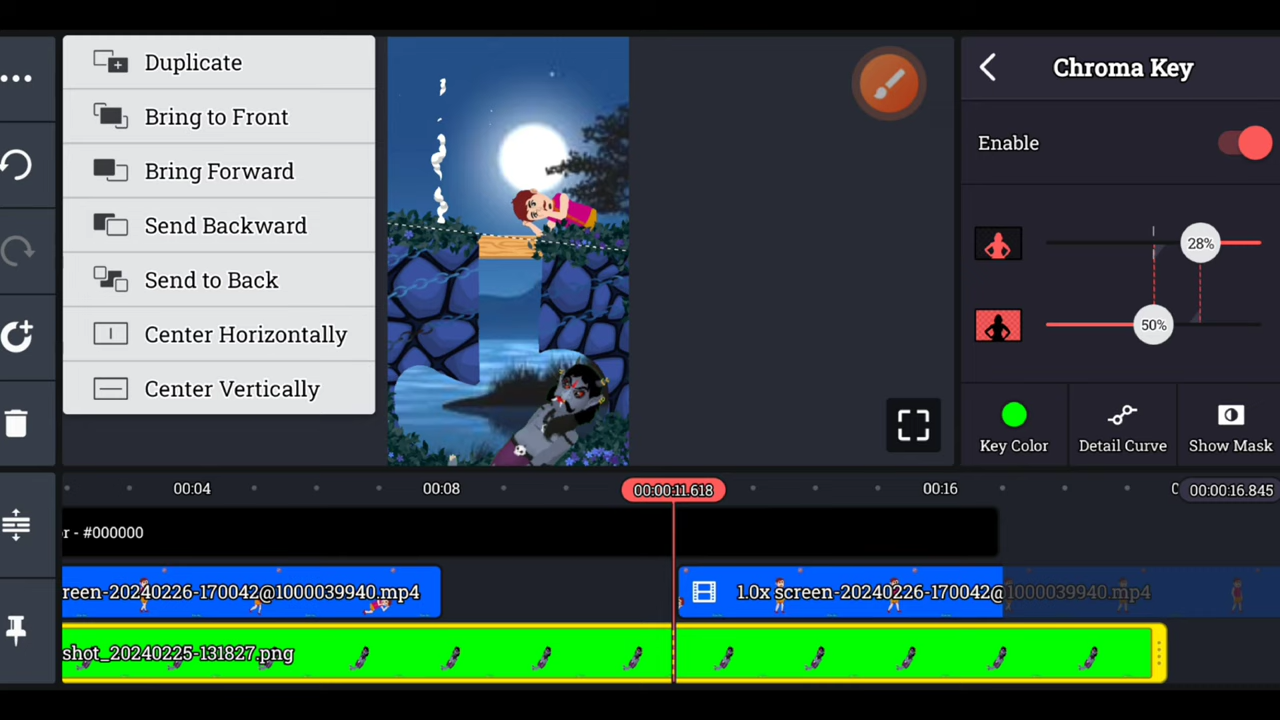 Duplicate
Bring to Front
Bring Forward
Send Backward
Send to Back
Center Horizontally
Center Vertically
Chroma Key
Enable
28%
50%
Key Color
Detail Curve
Show Mask
00:04
00:08
00:00:11.618
00:16
00:00:16.845
r - #000000
reen-20240226-170042@1000039940.mp4
1.0x screen-20240226-170042@1000039940.mp4
shot_20240225-131827.png